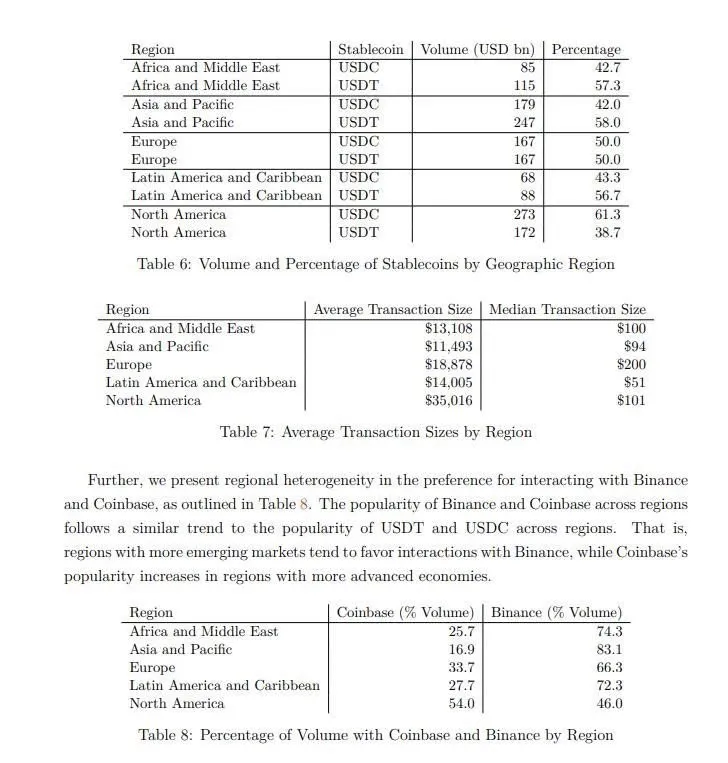 Region Stablecoin Volume (USD bn) Percentage
Africa and Middle East USDC 85 42.7
Africa and Middle East USDT 115 57.3
Asia and Pacific USDC 179 42.0
Asia and Pacific USDT 247 58.0
Europe USDC 167 50.0
Europe USDT 167 50.0
Latin America and Caribbean USDC 68 43.3
Latin America and Caribbean USDT 88 56.7
North America USDC 273 61.3
North America USDT 172 38.7
Table 6: Volume and Percentage of Stablecoins by Geographic Region
Region Average Transaction Size Median Transaction Size
Africa and Middle East $13,108 $100
Asia and Pacific $11,493 $94
Europe $18,878 $200
Latin America and Caribbean $14,005 $51
North America $35,016 $101
Table 7: Average Transaction Sizes by Region
Further, we present regional heterogeneity in the preference for interacting with Binance
and Coinbase, as outlined in Table 8. The popularity of Binance and Coinbase across regions
follows a similar trend to the popularity of USDT and USDC across regions. That is,
regions with more emerging markets tend to favor interactions with Binance, while Coinbase's
popularity increases in regions with more advanced economies.
Region Coinbase (% Volume) Binance (% Volume)
Africa and Middle East 25.7 74.3
Asia and Pacific 16.9 83.1
Europe 33.7 66.3
Latin America and Caribbean 27.7 72.3
North America 54.0 46.0
Table 8: Percentage of Volume with Coinbase and Binance by Region